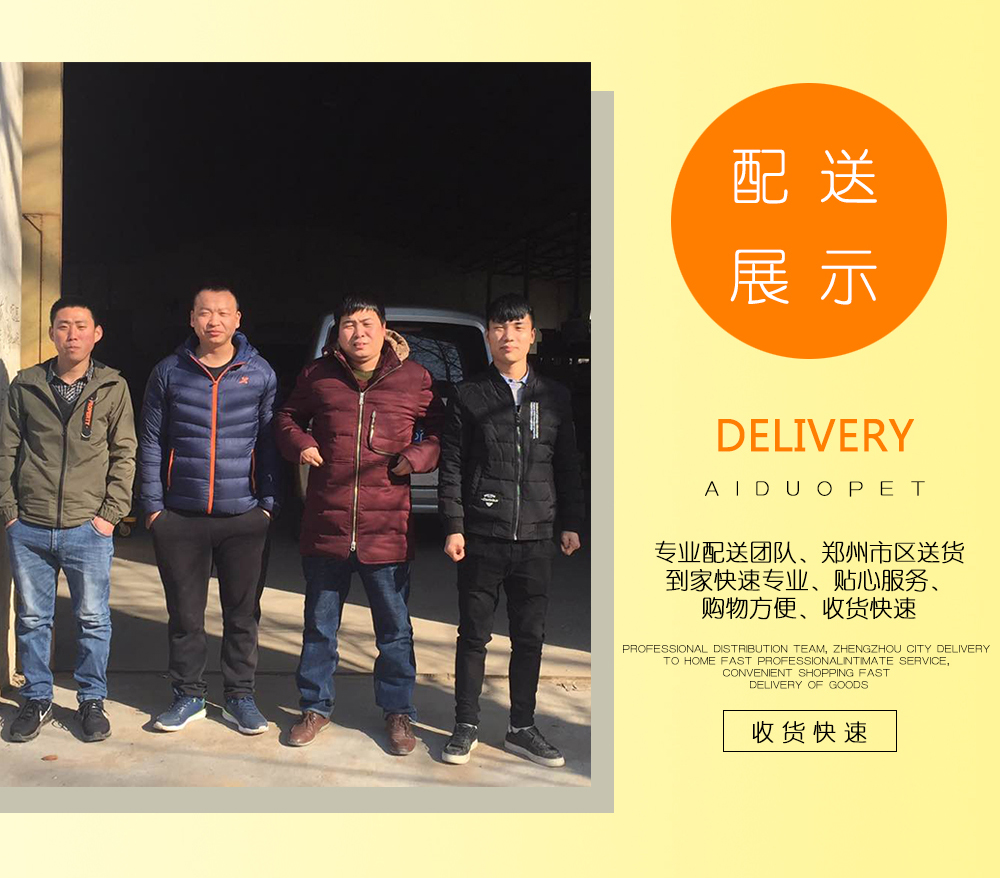 配送
展示
DELIVERY
AIDUOPET
专业配送团队、郑州市区送货
到家快速专业、贴心服务、
购物方便、收货快速
PROFESSIONAL DISTRIBUTION TEAM, ZHENGZHOU CITY DELIVERY
TO HOME FAST PROFESSIONALINTIMATE SERVICE,
CONVENIENT SHOPPING FAST
DELIVERY OF GOODS
收货快速